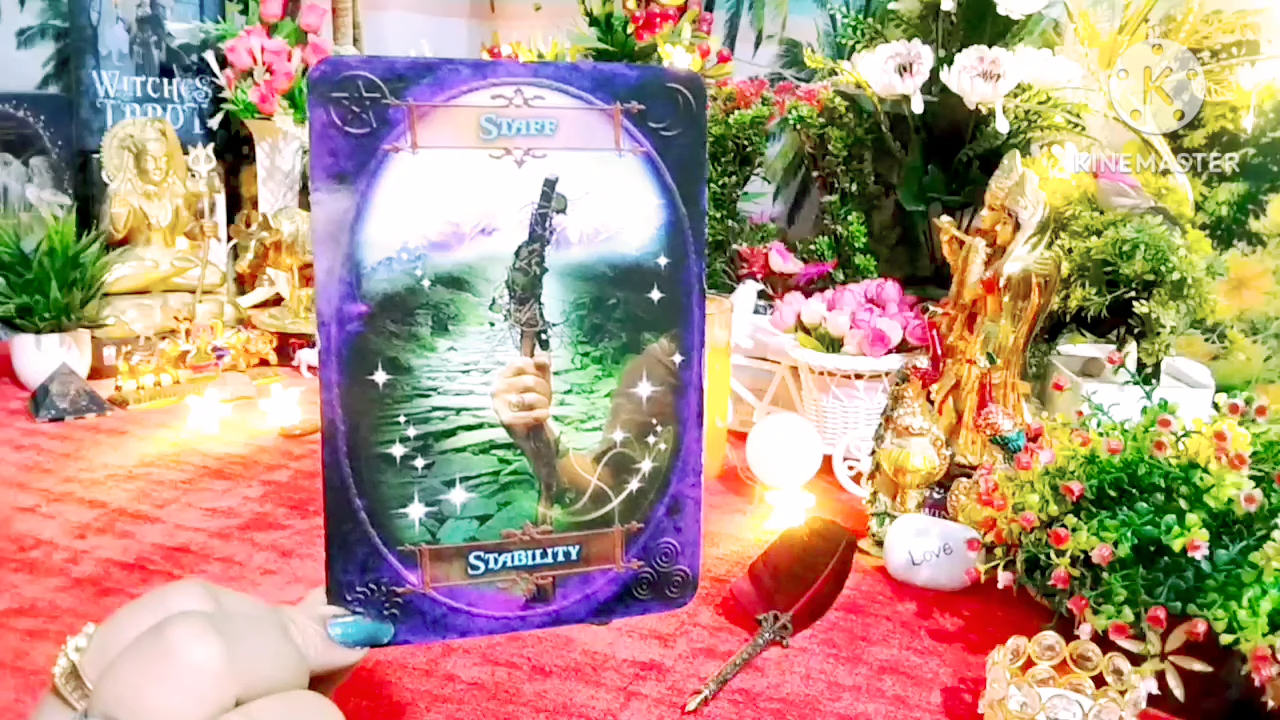 WITCHES
TAROT
STAFF
K
KINEMASTER
STABILITY
Love